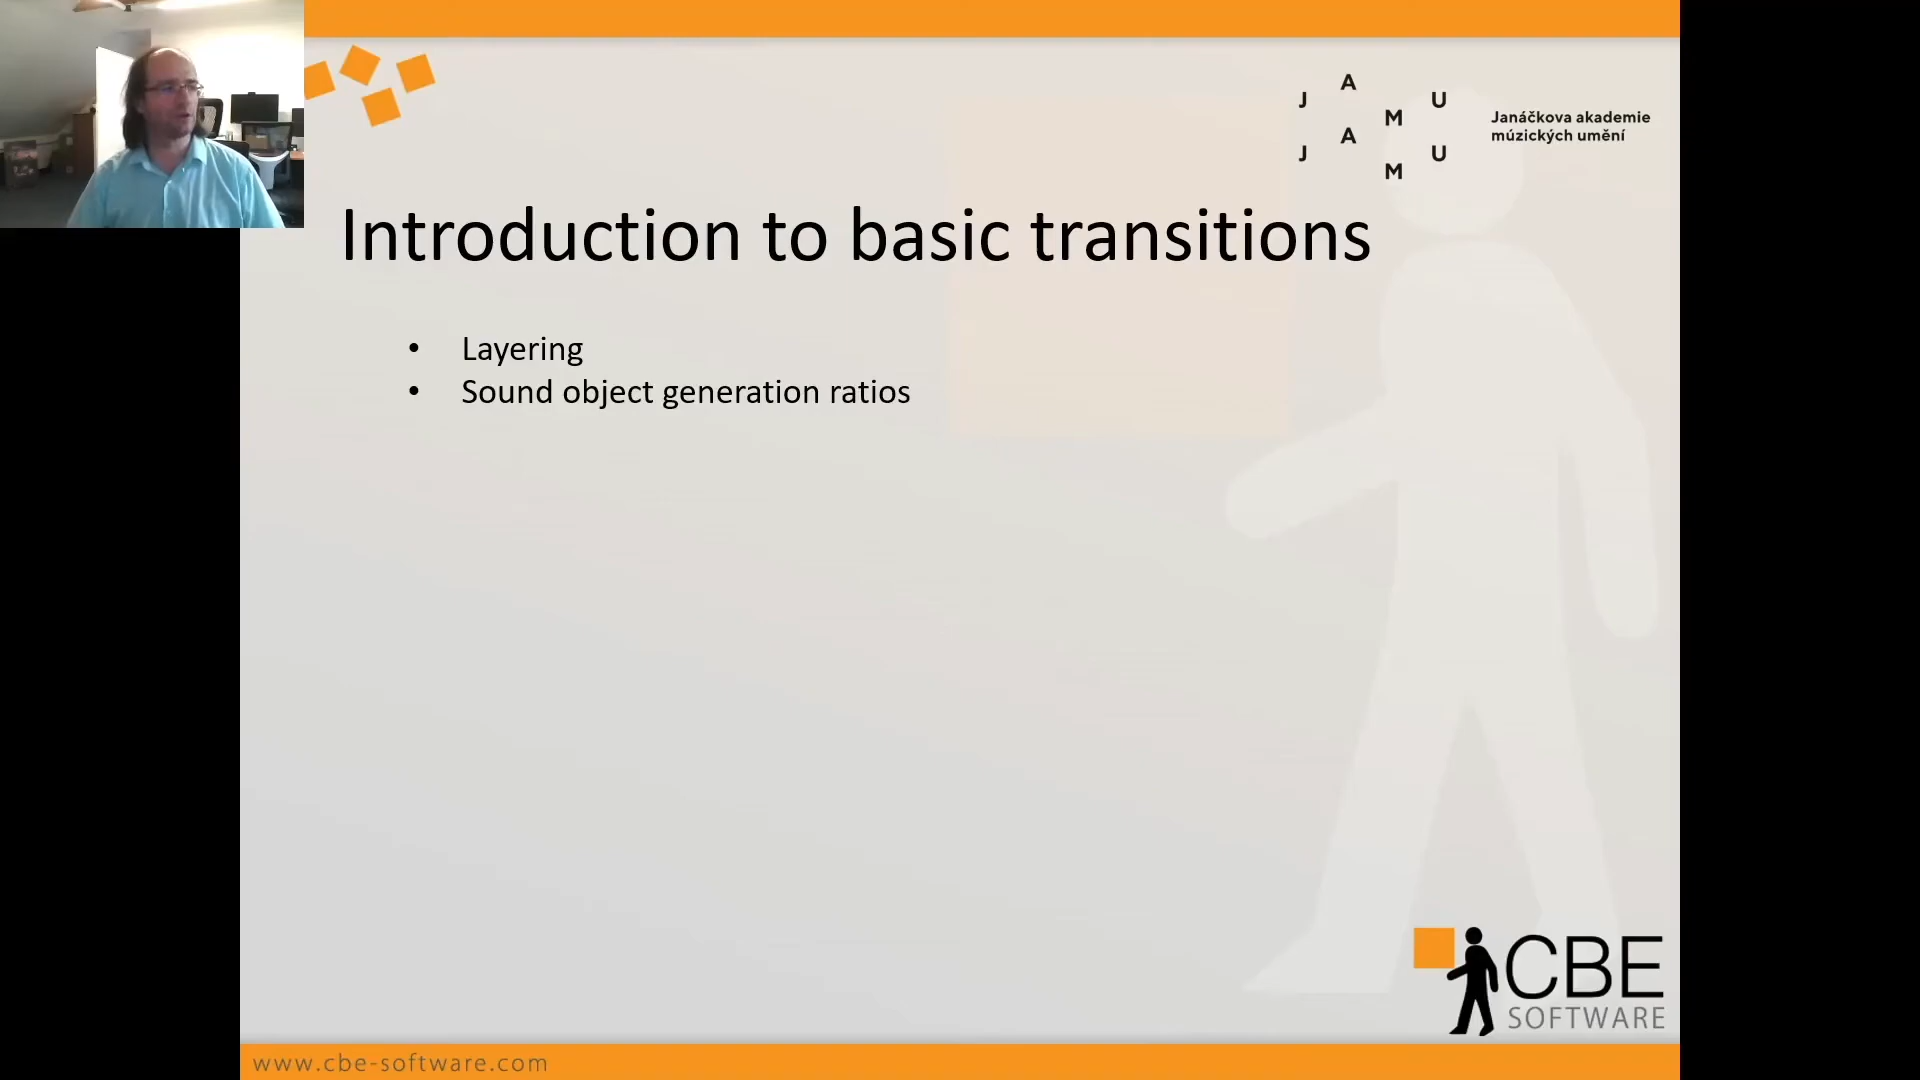 J A M U
J A M U
Janáčkova akademie
múzických umění
Introduction to basic transitions
• Layering
• Sound object generation ratios
CBE
SOFTWARE
www.cbe-software.com